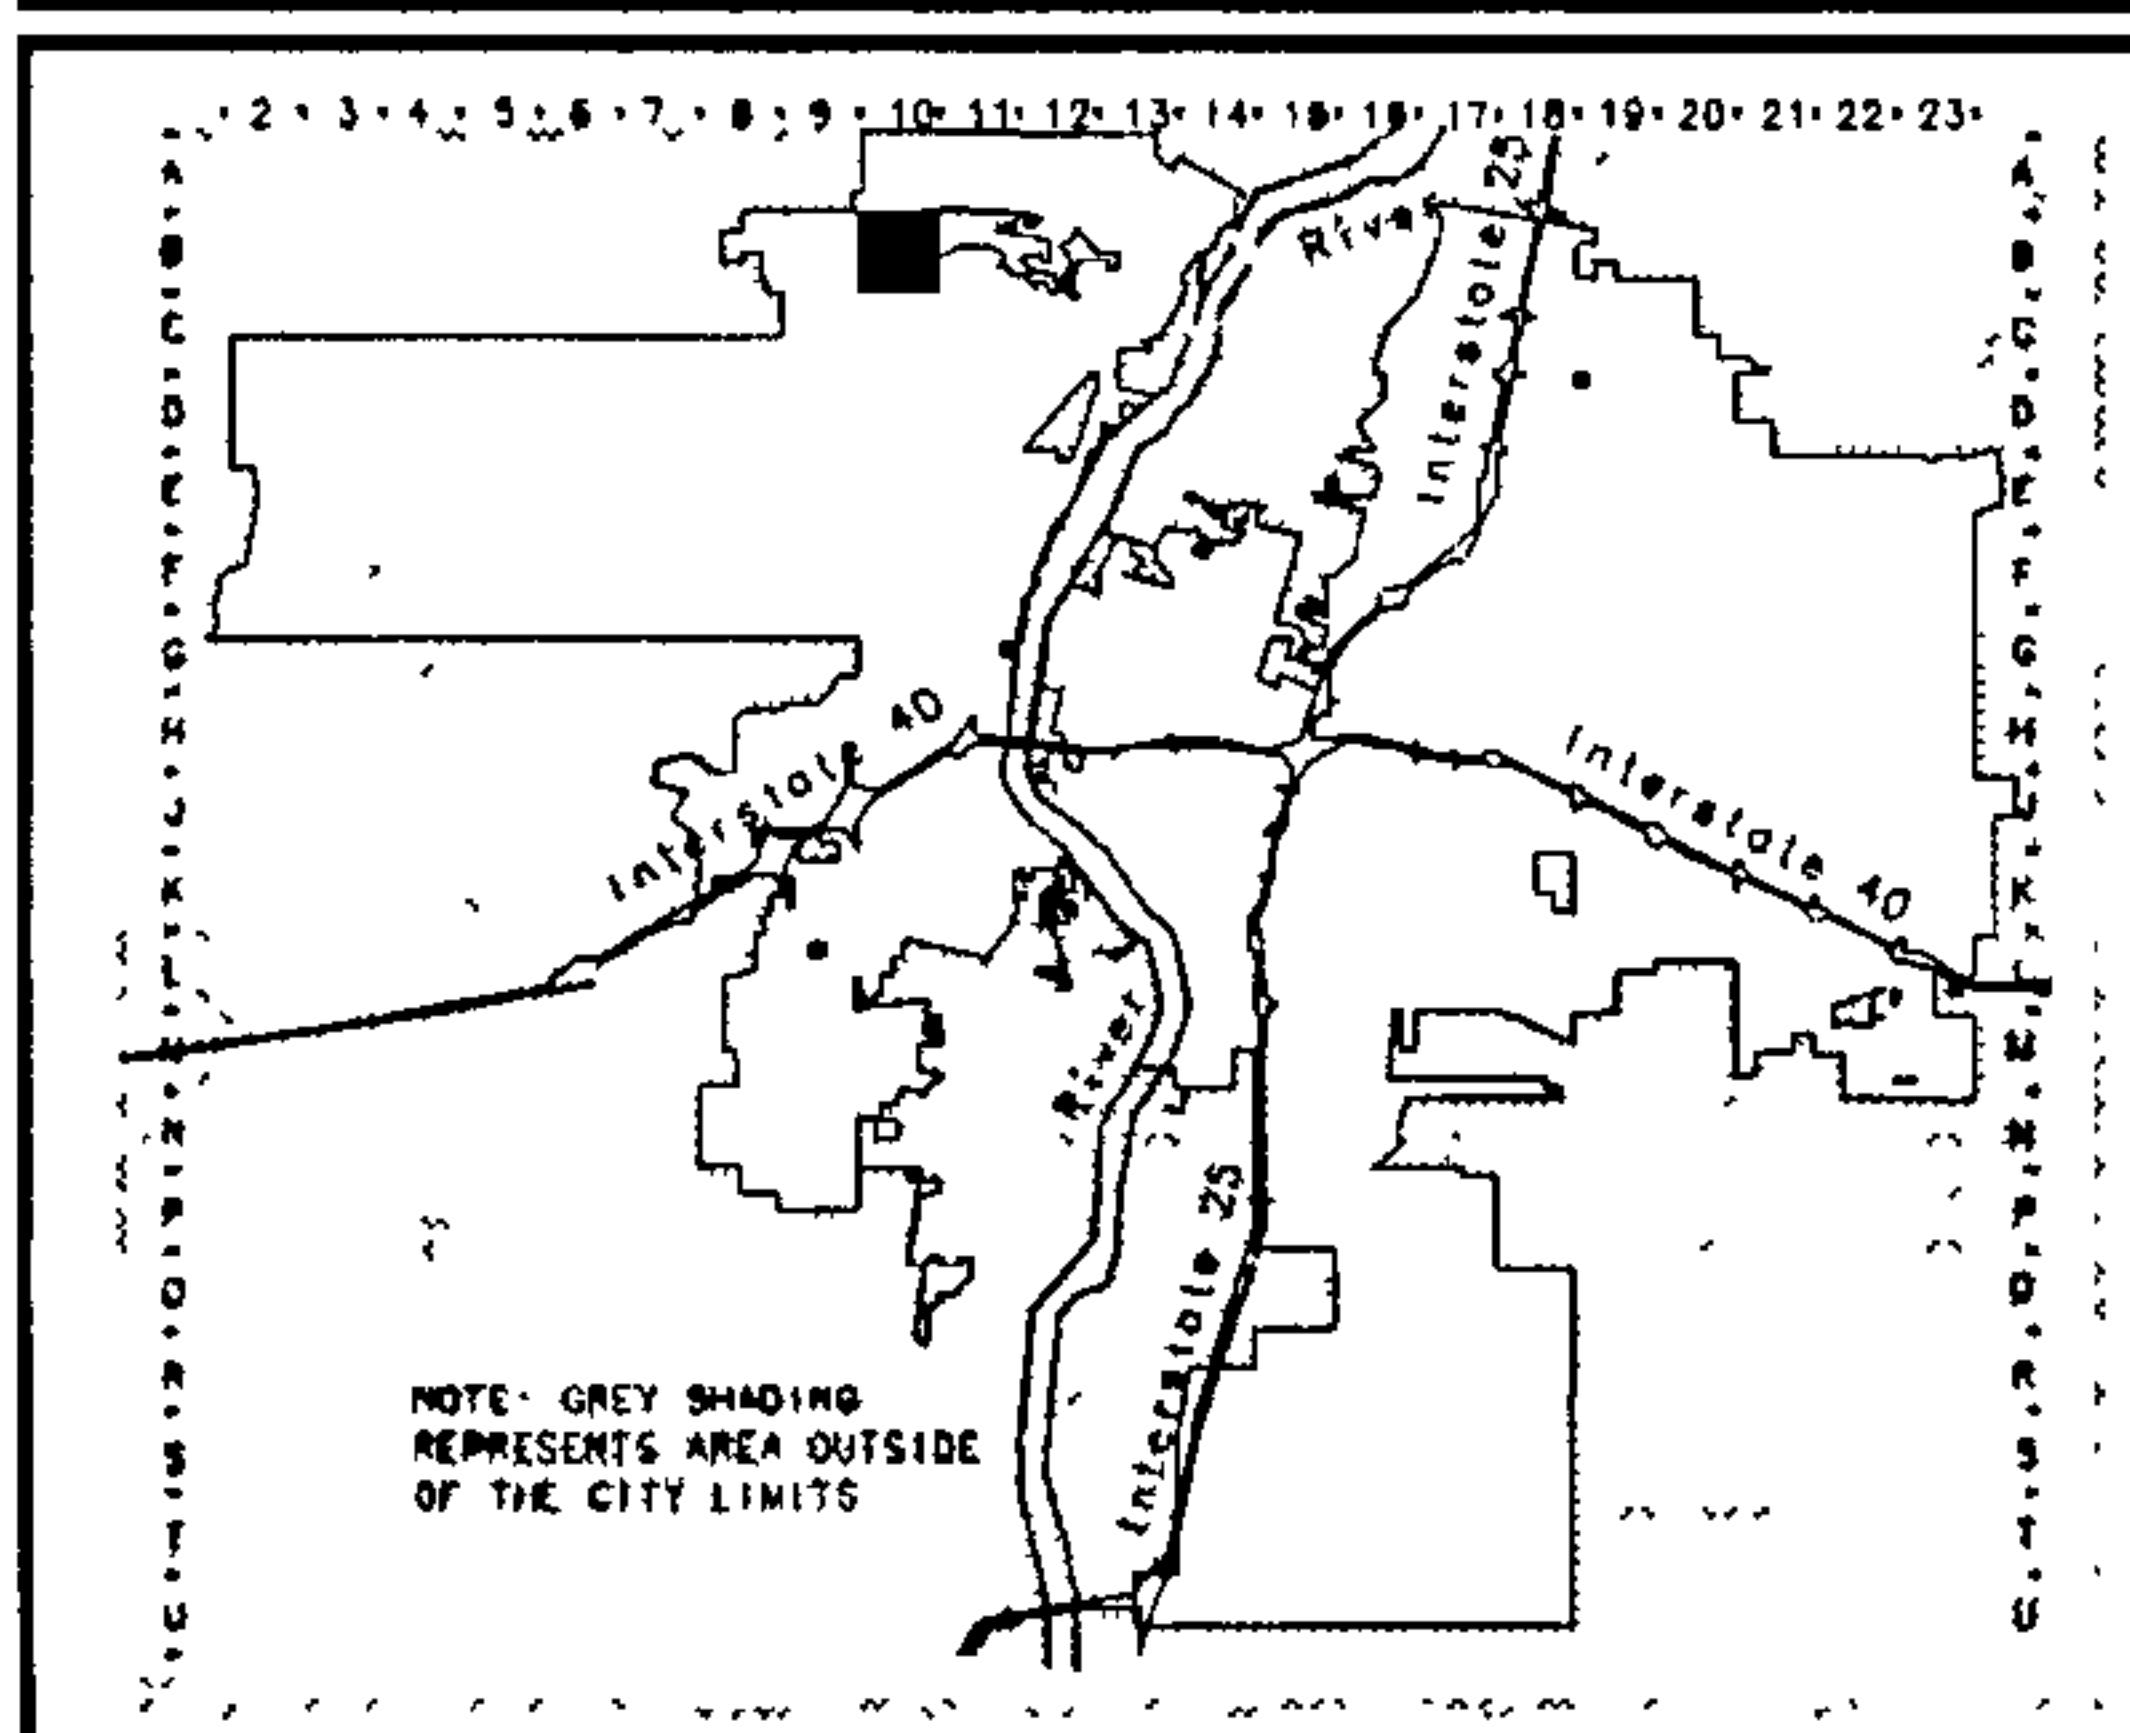 2 3 4 5 6 7 8 9 10 11 12 13 14 15 16 17 18 19 20 21 22 23
A A
B B
C C
D D
E E
F F
G G
H H
J J
K K
L L
M M
N N
P P
Q Q
R R
S S
T T
U U
River
Interstate 25
Interstate 40
Interstate 40
River
Interstate 25
NOTE: GREY SHADING
REPRESENTS AREA OUTSIDE
OF THE CITY LIMITS